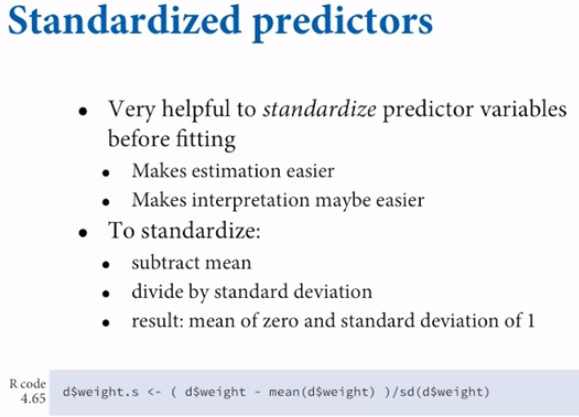 Standardized predictors
• Very helpful to standardize predictor variables
before fitting
• Makes estimation easier
• Makes interpretation maybe easier
• To standardize:
• subtract mean
• divide by standard deviation
• result: mean of zero and standard deviation of 1
R code
4.65
d$weight.s <- ( d$weight - mean(d$weight) )/sd(d$weight)